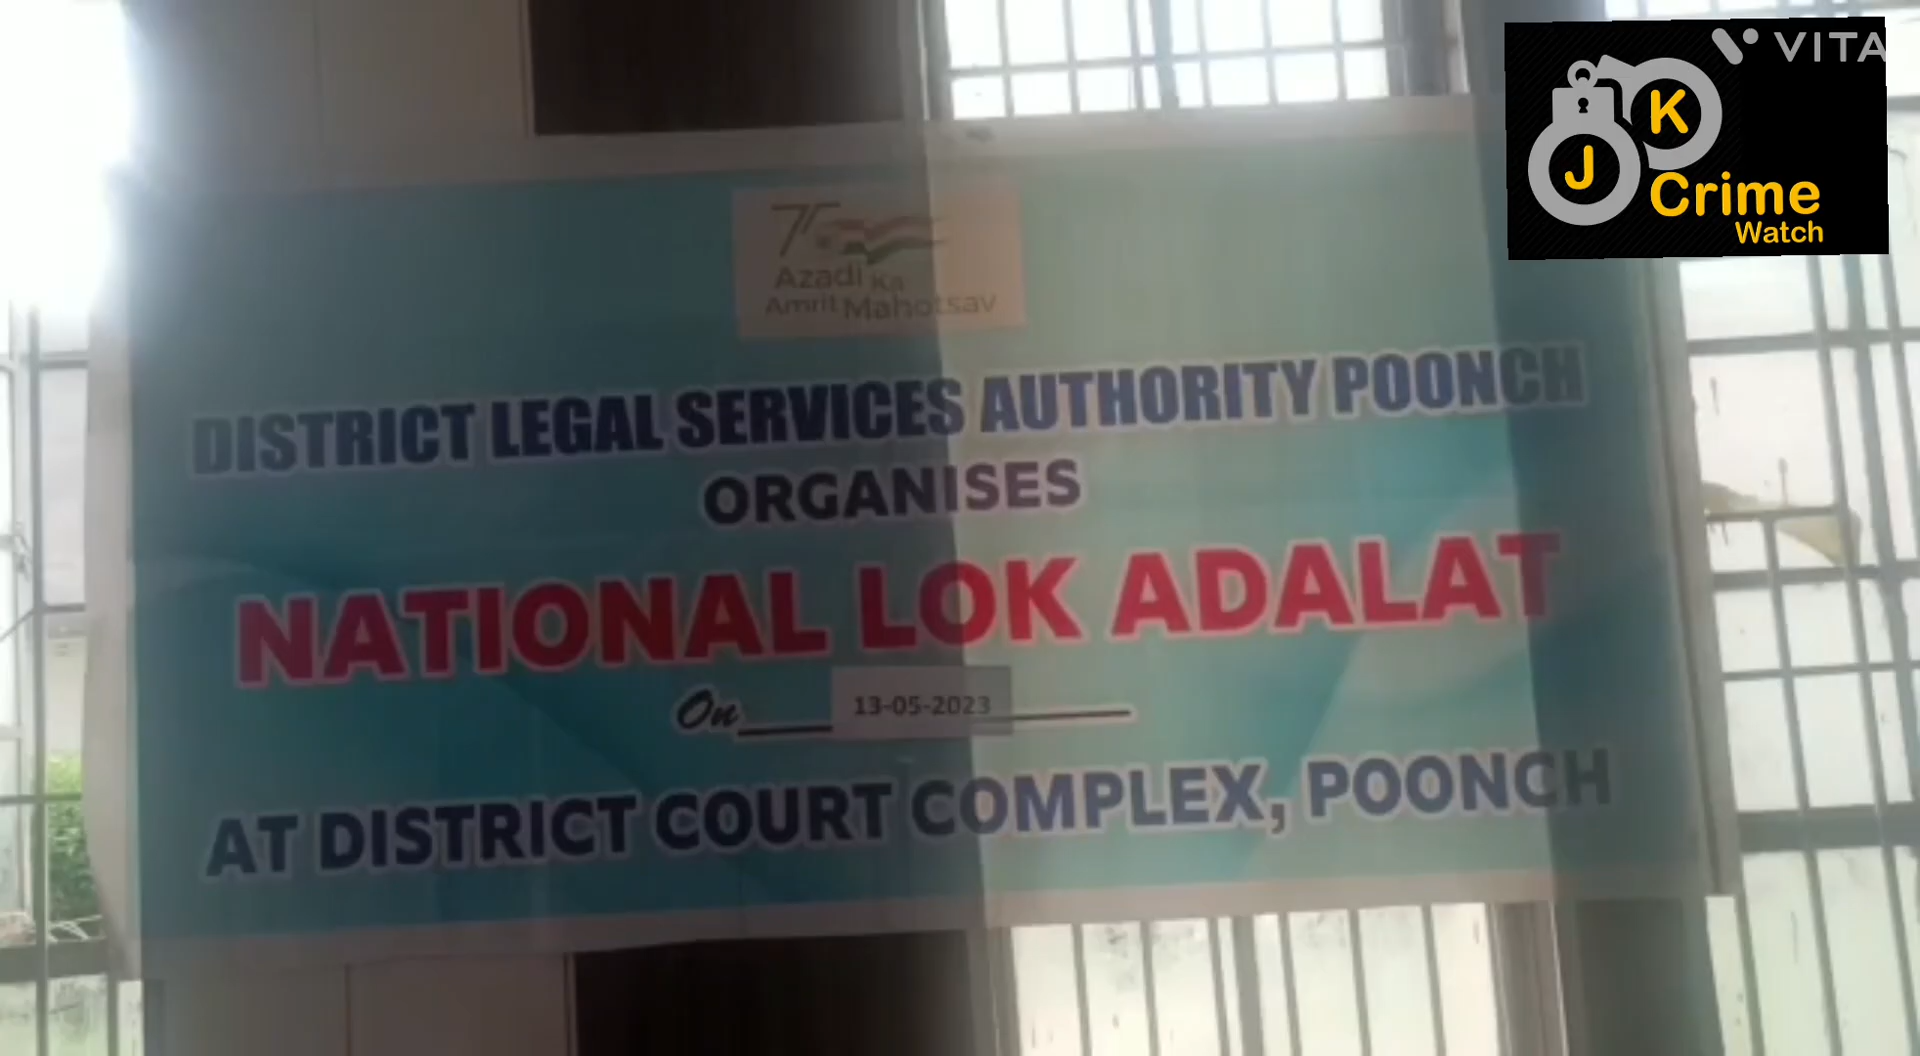 VITA
J K
Crime
Watch
75
Azadi Ka
Amrit Mahotsav
DISTRICT LEGAL SERVICES AUTHORITY POONCH
ORGANISES
NATIONAL LOK ADALAT
On 13-05-2023
AT DISTRICT COURT COMPLEX, POONCH